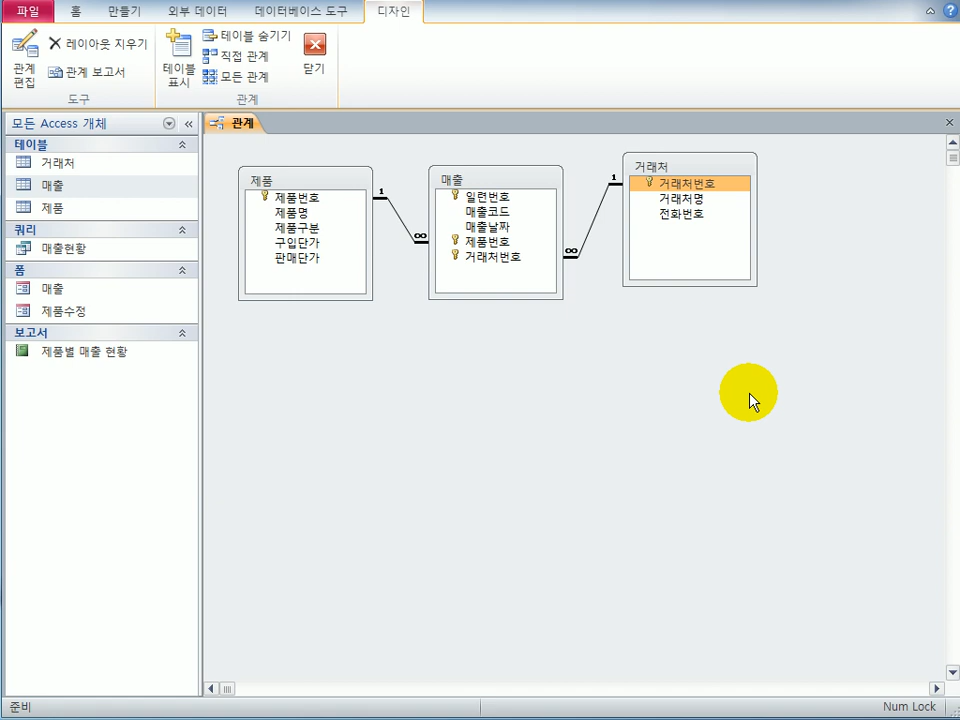 파일 홈 만들기 외부 데이터 데이터베이스 도구 디자인
관계 편집
레이아웃 지우기
관계 보고서
도구
테이블 표시
테이블 숨기기
직접 관계
모든 관계
닫기
관계
모든 Access 개체
테이블
거래처
매출
제품
쿼리
매출현황
폼
매출
제품수정
보고서
제품별 매출 현황
관계
제품
제품번호
제품명
제품구분
구입단가
판매단가
1
∞
매출
일련번호
매출코드
매출날짜
제품번호
거래처번호
1
∞
거래처
거래처번호
거래처명
전화번호
준비
Num Lock